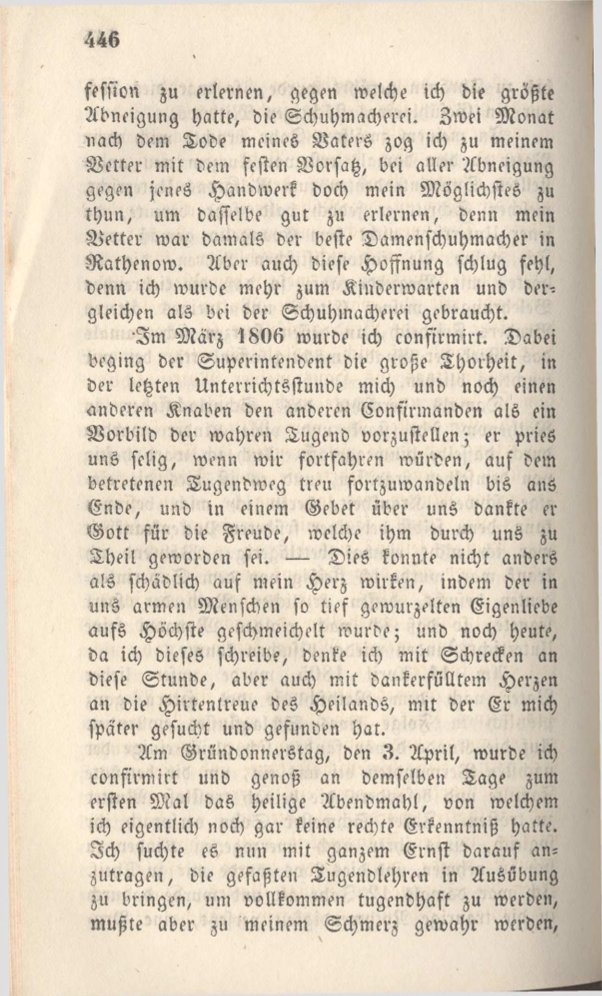 446
fession zu erlernen, gegen welche ich die größte
Abneigung hatte, die Schuhmacherei. Zwei Monat
nach dem Tode meines Vaters zog ich zu meinem
Vetter mit dem festen Vorsatz, bei aller Abneigung
gegen jenes Handwerk doch mein Möglichstes zu
thun, um dasselbe gut zu erlernen, denn mein
Vetter war damals der beste Damenschuhmacher in
Rathenow. Aber auch diese Hoffnung schlug fehl,
denn ich wurde mehr zum Kinderwarten und der-
gleichen als bei der Schuhmacherei gebraucht.
Im März 1806 wurde ich confirmirt. Dabei
beging der Superintendent die große Thorheit, in
der letzten Unterrichtsstunde mich und noch einen
anderen Knaben den anderen Confirmanden als ein
Vorbild der wahren Tugend vorzustellen; er pries
uns selig, wenn wir fortfahren würden, auf dem
betretenen Tugendweg treu fortzuwandeln bis ans
Ende, und in einem Gebet über uns dankte er
Gott für die Freude, welche ihm durch uns zu
Theil geworden sei. — Dies konnte nicht anders
als schädlich auf mein Herz wirken, indem der in
uns armen Menschen so tief gewurzelten Eigenliebe
aufs Höchste geschmeichelt wurde; und noch heute,
da ich dieses schreibe, denke ich mit Schrecken an
diese Stunde, aber auch mit dankerfülltem Herzen
an die Hirtentreue des Heilands, mit der Er mich
später gesucht und gefunden hat.
Am Gründonnerstag, den 3. April, wurde ich
confirmirt und genoß an demselben Tage zum
ersten Mal das heilige Abendmahl, von welchem
ich eigentlich noch gar keine rechte Erkenntniß hatte.
Ich suchte es nun mit ganzem Ernst darauf an-
zutragen, die gefaßten Tugendlehren in Ausübung
zu bringen, um vollkommen tugendhaft zu werden,
mußte aber zu meinem Schmerz gewahr werden,